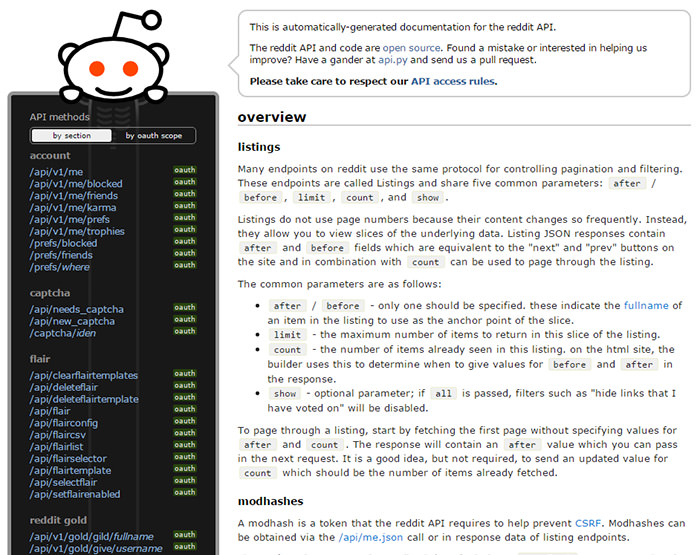 This is automatically-generated documentation for the reddit API.
The reddit API and code are open source. Found a mistake or interested in helping us
improve? Have a gander at api.py and send us a pull request.
Please take care to respect our API access rules.
API methods
by section
by oauth scope
account
/api/v1/me oauth
/api/v1/me/blocked oauth
/api/v1/me/friends oauth
/api/v1/me/karma oauth
/api/v1/me/prefs oauth
/api/v1/me/trophies oauth
/prefs/blocked oauth
/prefs/friends oauth
/prefs/where oauth
captcha
/api/needs_captcha oauth
/api/new_captcha oauth
/captcha/iden oauth
flair
/api/clearflairtemplates oauth
/api/deleteflair oauth
/api/deleteflairtemplate oauth
/api/flair oauth
/api/flairconfig oauth
/api/flaircsv oauth
/api/flairlist oauth
/api/flairselector oauth
/api/flairtemplate oauth
/api/selectflair oauth
/api/setflairenabled oauth
reddit gold
/api/v1/gold/gild/fullname oauth
/api/v1/gold/give/username oauth
overview
listings
Many endpoints on reddit use the same protocol for controlling pagination and filtering.
These endpoints are called Listings and share five common parameters: after /
before , limit , count , and show .
Listings do not use page numbers because their content changes so frequently. Instead,
they allow you to view slices of the underlying data. Listing JSON responses contain
after and before fields which are equivalent to the "next" and "prev" buttons on
the site and in combination with count can be used to page through the listing.
The common parameters are as follows:
• after / before - only one should be specified. these indicate the fullname of
an item in the listing to use as the anchor point of the slice.
• limit - the maximum number of items to return in this slice of the listing.
• count - the number of items already seen in this listing. on the html site, the
builder uses this to determine when to give values for before and after in
the response.
• show - optional parameter; if all is passed, filters such as "hide links that I
have voted on" will be disabled.
To page through a listing, start by fetching the first page without specifying values for
after and count . The response will contain an after value which you can pass
in the next request. It is a good idea, but not required, to send an updated value for
count which should be the number of items already fetched.
modhashes
A modhash is a token that the reddit API requires to help prevent CSRF. Modhashes can
be obtained via the /api/me.json call or in response data of listing endpoints.